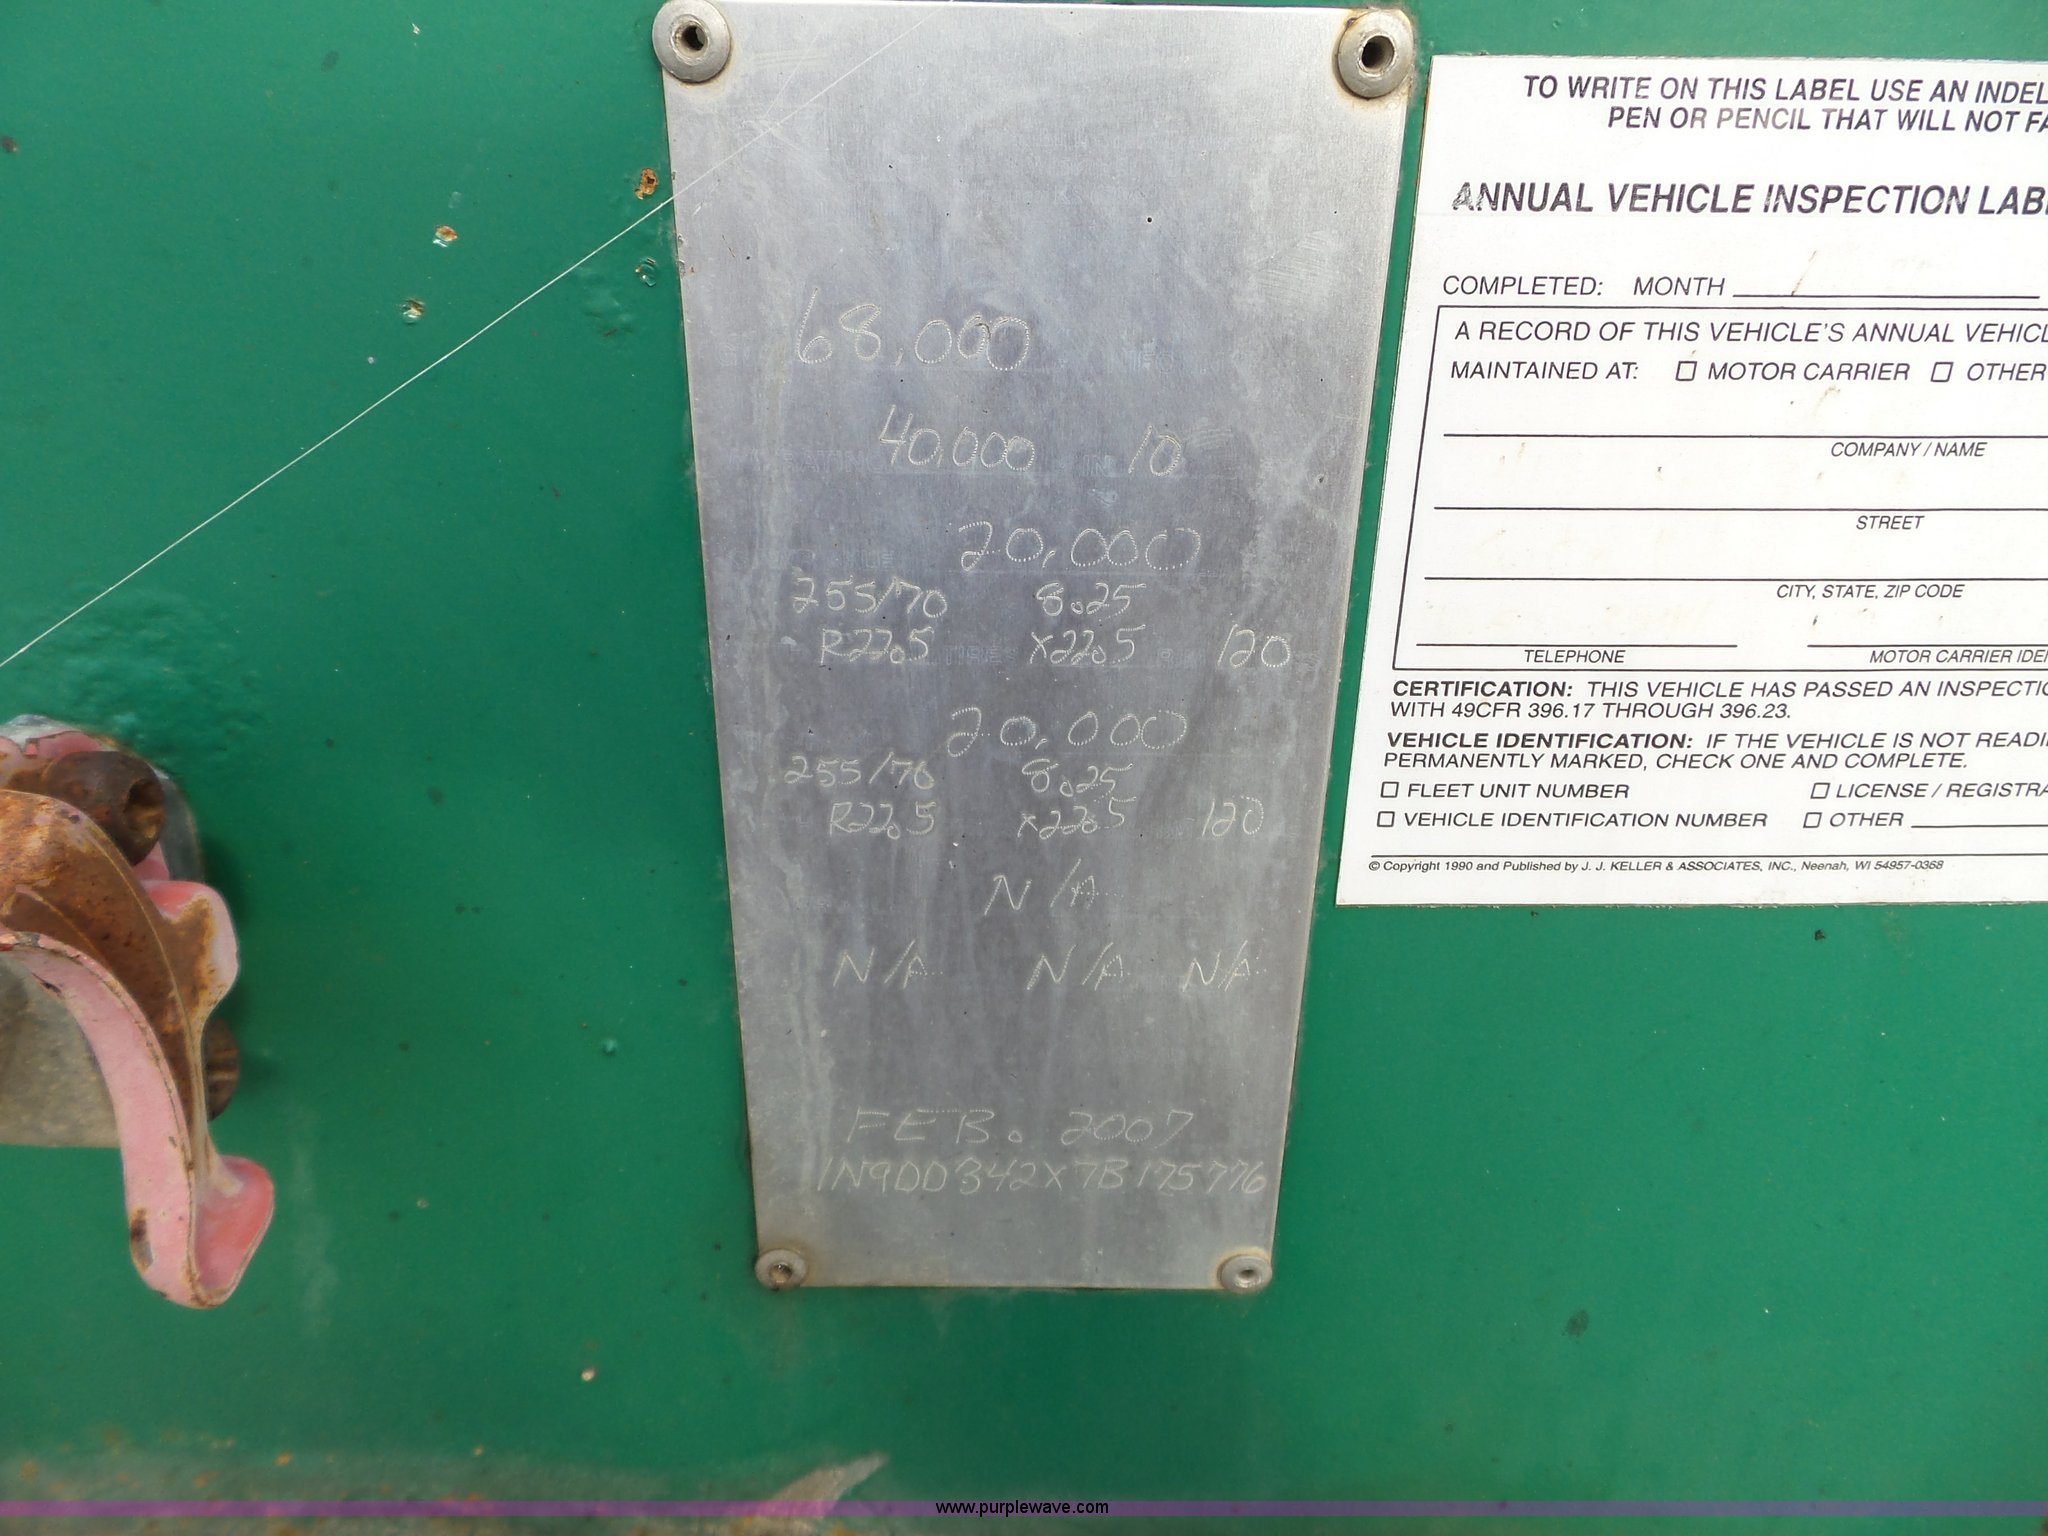 68,000
40,000 IN 10
20,000
255/70 8.25
R22.5 TIRES X22.5 120
20,000
255/70 8.25
R22.5 X22.5 120
N/A
N/A N/A N/A
FEB. 2007
1N9DD342X7B175776
TO WRITE ON THIS LABEL USE AN INDEL
PEN OR PENCIL THAT WILL NOT FA
ANNUAL VEHICLE INSPECTION LAB
COMPLETED: MONTH
A RECORD OF THIS VEHICLE'S ANNUAL VEHICL
MAINTAINED AT: MOTOR CARRIER OTHER
COMPANY / NAME
STREET
CITY, STATE, ZIP CODE
TELEPHONE MOTOR CARRIER IDE
CERTIFICATION: THIS VEHICLE HAS PASSED AN INSPECTIO
WITH 49CFR 396.17 THROUGH 396.23.
VEHICLE IDENTIFICATION: IF THE VEHICLE IS NOT READI
PERMANENTLY MARKED, CHECK ONE AND COMPLETE.
FLEET UNIT NUMBER LICENSE / REGISTRA
VEHICLE IDENTIFICATION NUMBER OTHER
© Copyright 1990 and Published by J. J. KELLER & ASSOCIATES, INC., Neenah, WI 54957-0368
www.purplewave.com